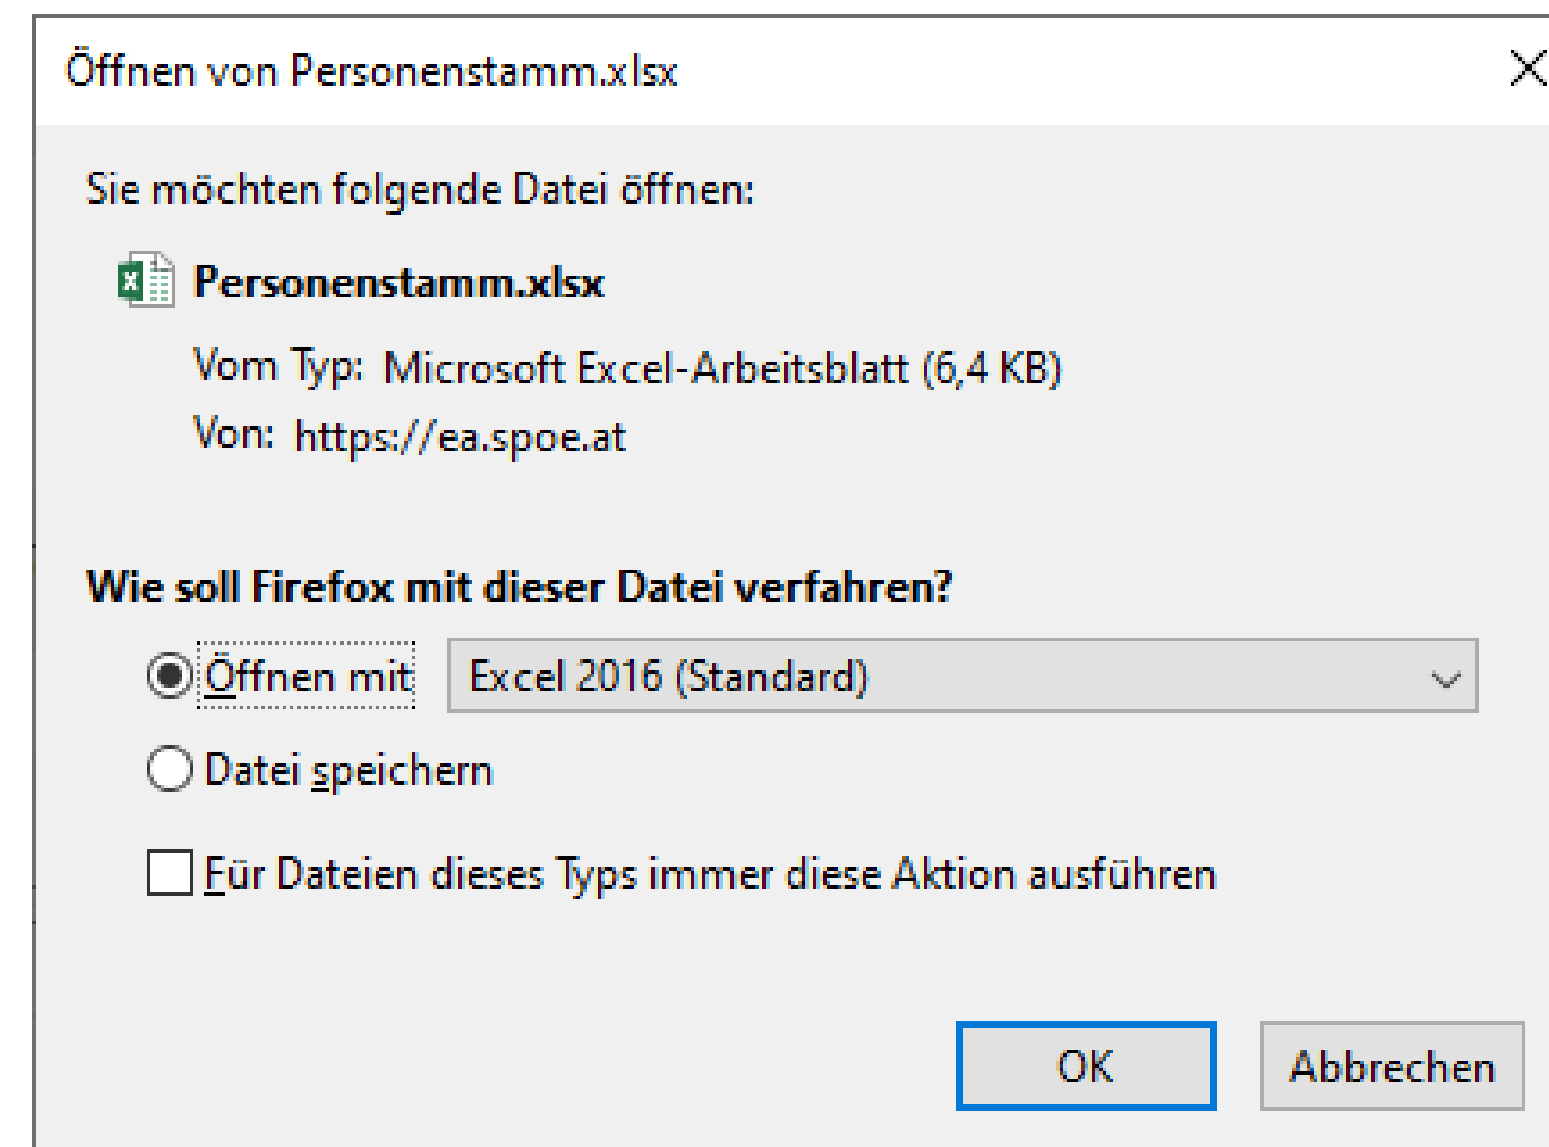 Öffnen von Personenstamm.xlsx
Sie möchten folgende Datei öffnen:
Personenstamm.xlsx
Vom Typ: Microsoft Excel-Arbeitsblatt (6,4 KB)
Von: https://ea.spoe.at
Wie soll Firefox mit dieser Datei verfahren?
Öffnen mit Excel 2016 (Standard)
Datei speichern
Für Dateien dieses Typs immer diese Aktion ausführen
OK Abbrechen